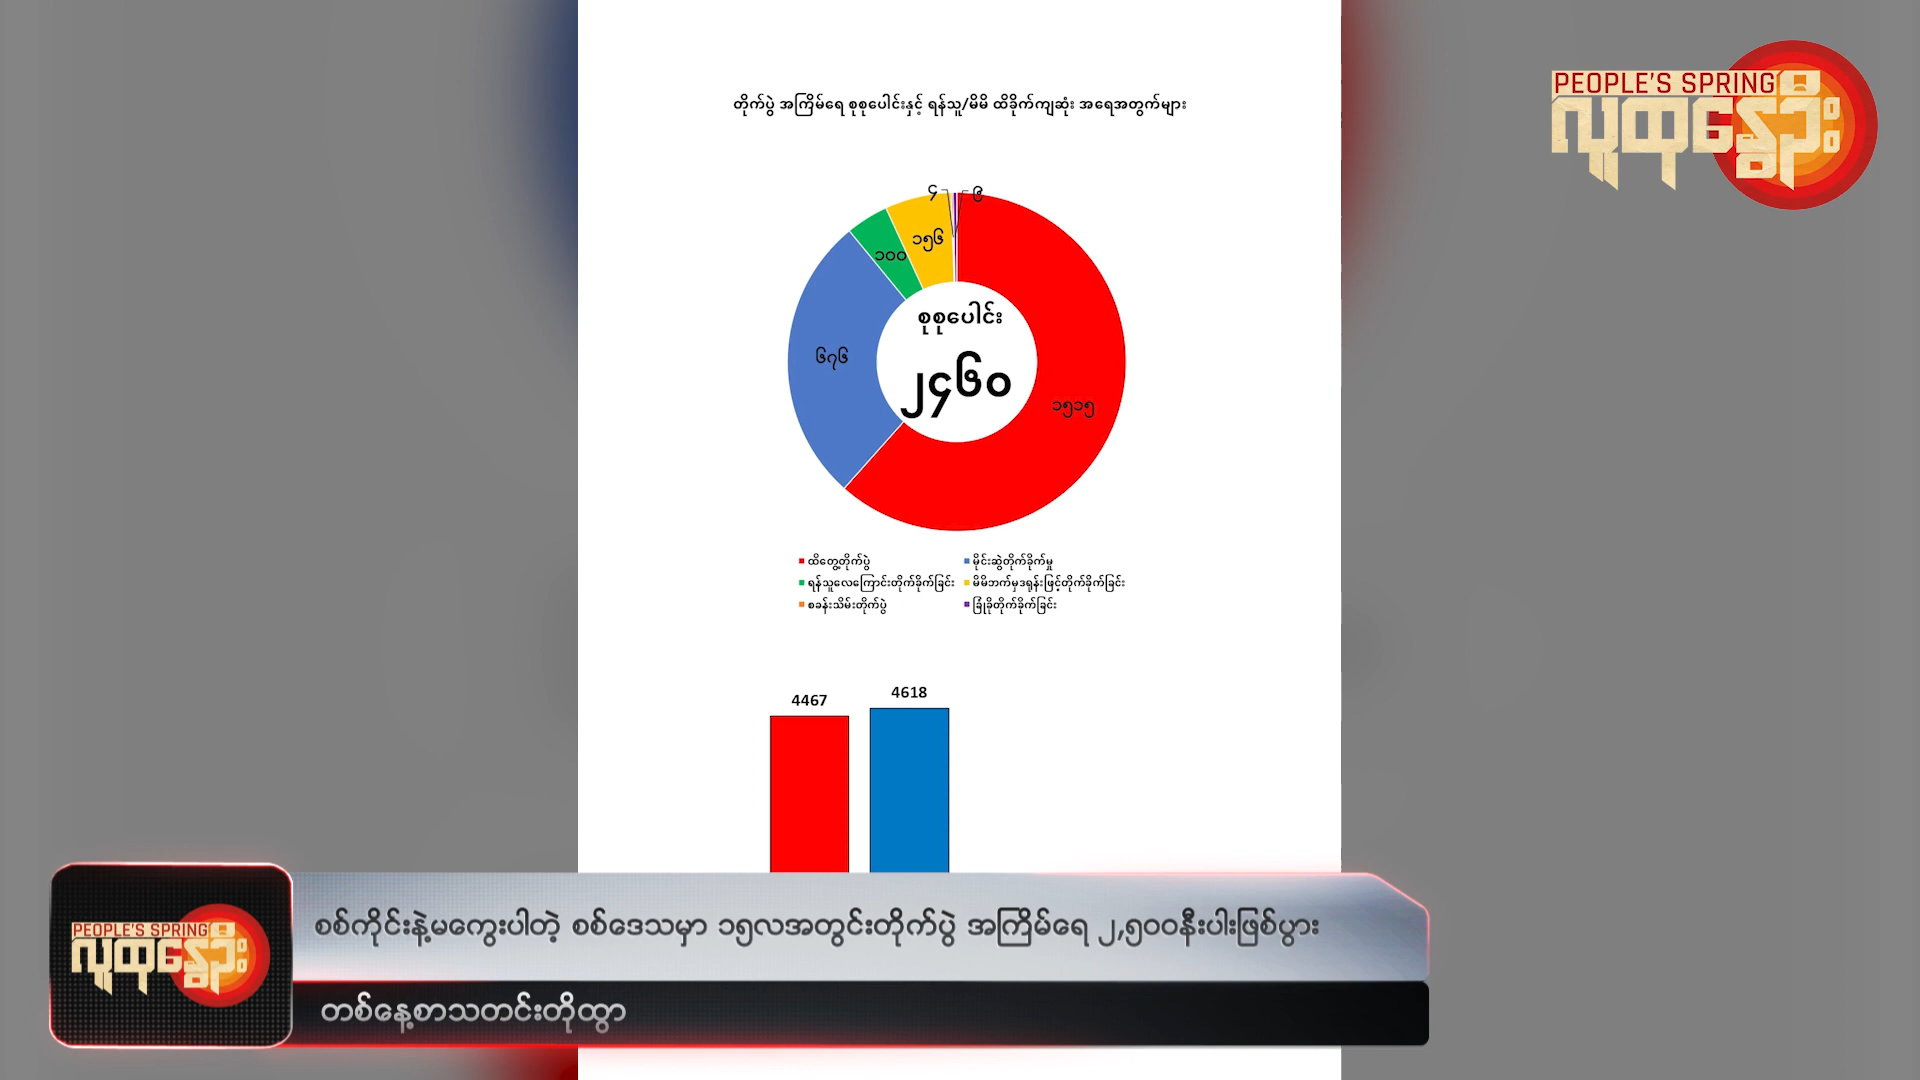 တိုက်ပွဲ အကြိမ်ရေ စုစုပေါင်းနှင့် ရန်သူ/မိမိ ထိခိုက်ကျဆုံး အရေအတွက်များ
PEOPLE'S SPRING
လူထုနွေဦး
၄
၉
၁၅၆
၁၀၀
စုစုပေါင်း
၆၇၆
၂၄၆၀
၁၅၁၅
ထိတွေ့တိုက်ပွဲ
မိုင်းဆွဲတိုက်ခိုက်မှု
ရန်သူလေကြောင်းတိုက်ခိုက်ခြင်း
မိမိဘက်မှဒရုန်းဖြင့်တိုက်ခိုက်ခြင်း
စခန်းသိမ်းတိုက်ပွဲ
ခြုံခိုတိုက်ခိုက်ခြင်း
4467
4618
စစ်ကိုင်းနဲ့မကွေးပါတဲ့ စစ်ဒေသမှာ ၁၅လအတွင်းတိုက်ပွဲ အကြိမ်ရေ ၂,၅၀၀နီးပါးဖြစ်ပွား
PEOPLE'S SPRING
လူထုနွေဦး
တစ်နေ့စာသတင်းတိုထွာ